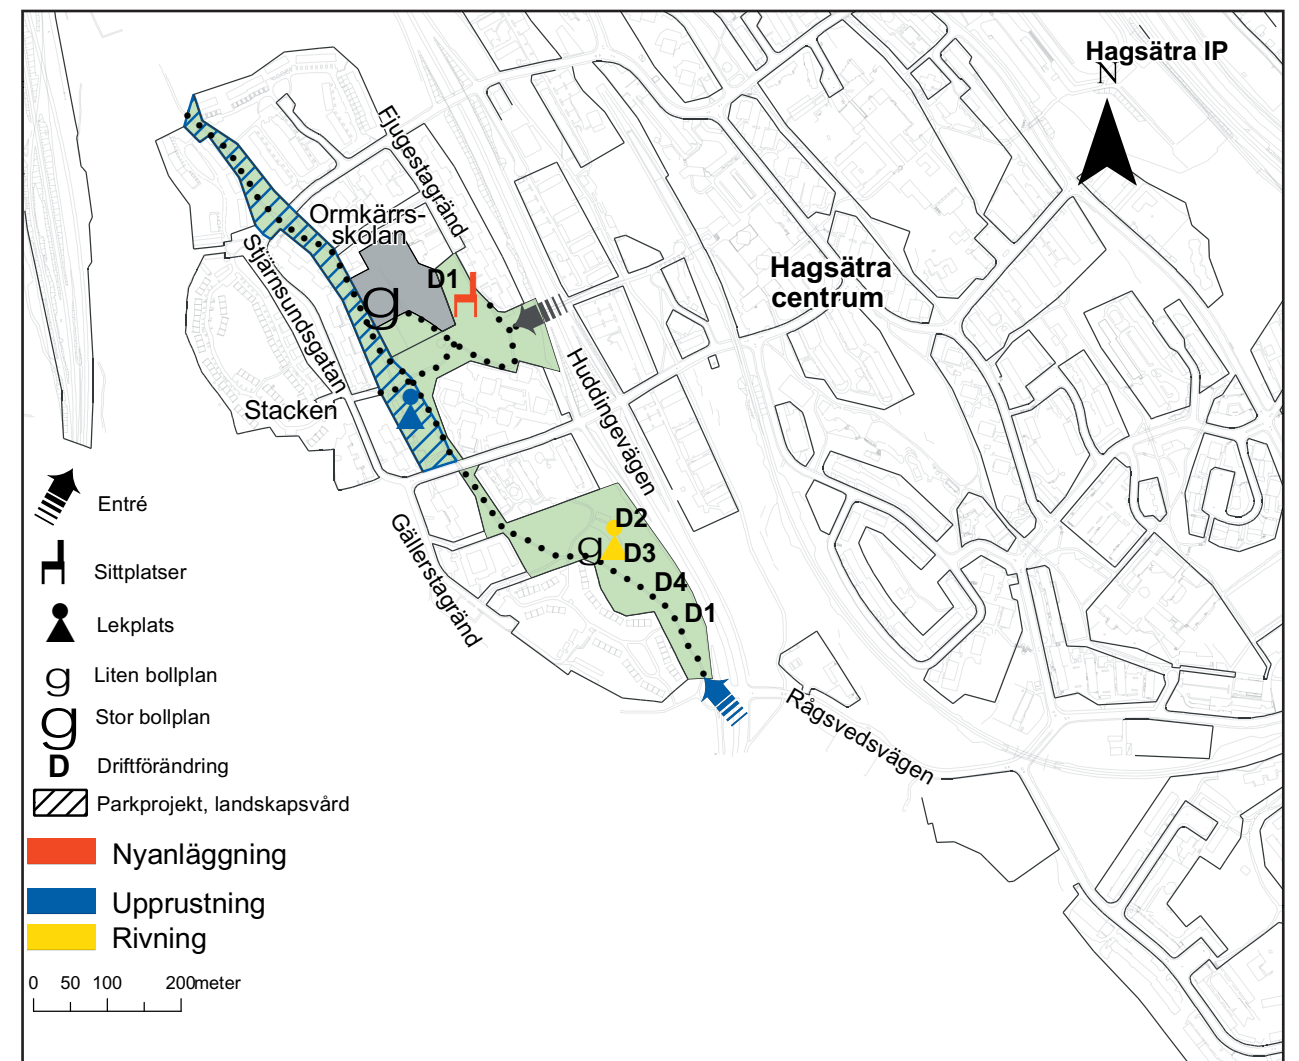 Hagsätra IP
N
Fjugestagränd
Ormkärrs-
skolan
g
D1
Hagsätra
centrum
Stjärnsundsgatan
Stacken
Huddingevägen
Gällerstagränd
D2
g
D3
D4
D1
Rågsvedsvägen
Entré
Sittplatser
Lekplats
g Liten bollplan
g Stor bollplan
D Driftförändring
Parkprojekt, landskapsvård
Nyanläggning
Upprustning
Rivning
0 50 100 200meter